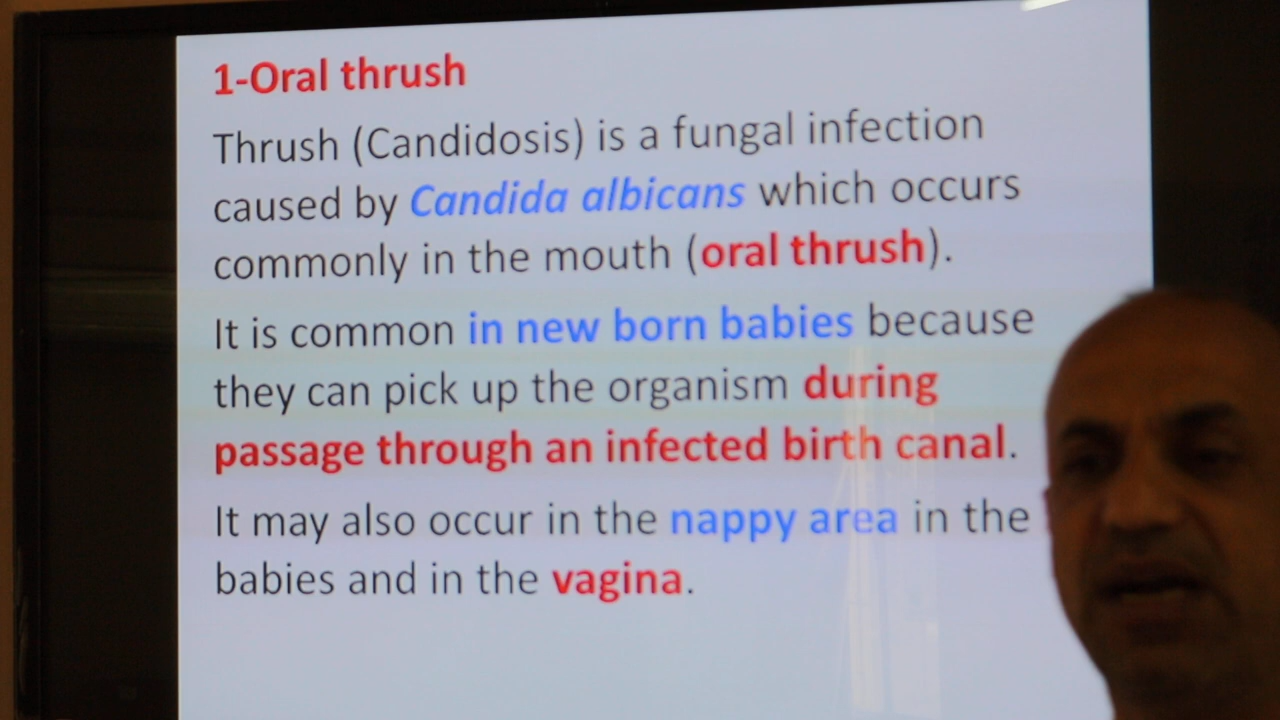 1-Oral thrush
Thrush (Candidosis) is a fungal infection
caused by Candida albicans which occurs
commonly in the mouth (oral thrush).
It is common in new born babies because
they can pick up the organism during
passage through an infected birth canal.
It may also occur in the nappy area in the
babies and in the vagina.